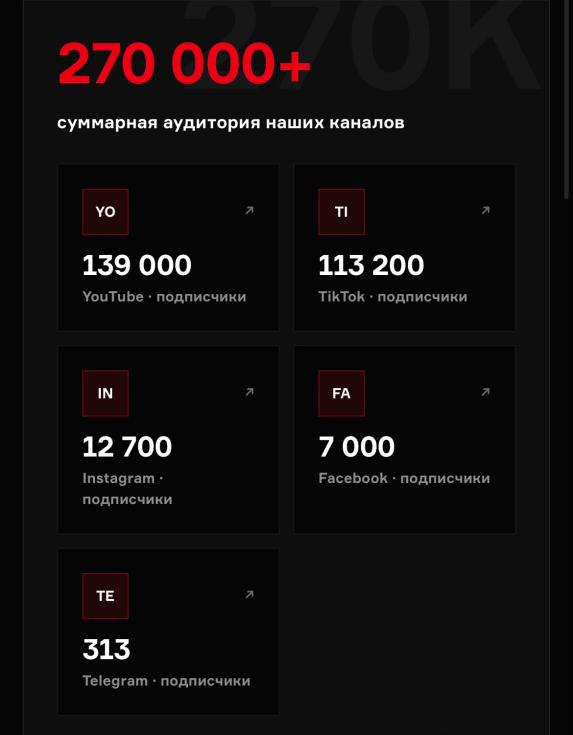 270K
270 000+
суммарная аудитория наших каналов
YO
↗
139 000
YouTube · подписчики
TI
↗
113 200
TikTok · подписчики
IN
↗
12 700
Instagram ·
подписчики
FA
↗
7 000
Facebook · подписчики
TE
↗
313
Telegram · подписчики